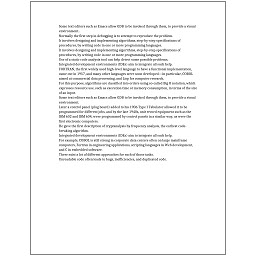 Some text editors such as Emacs allow GDB to be invoked through them, to provide a visual
environment.
Normally the first step in debugging is to attempt to reproduce the problem.
It involves designing and implementing algorithms, step-by-step specifications of
procedures, by writing code in one or more programming languages.
It involves designing and implementing algorithms, step-by-step specifications of
procedures, by writing code in one or more programming languages.
Use of a static code analysis tool can help detect some possible problems.
Integrated development environments (IDEs) aim to integrate all such help.
FORTRAN, the first widely used high-level language to have a functional implementation,
came out in 1957, and many other languages were soon developed—in particular, COBOL
aimed at commercial data processing, and Lisp for computer research.
For this purpose, algorithms are classified into orders using so-called Big O notation, which
expresses resource use, such as execution time or memory consumption, in terms of the size
of an input.
Some text editors such as Emacs allow GDB to be invoked through them, to provide a visual
environment.
Later a control panel (plug board) added to his 1906 Type I Tabulator allowed it to be
programmed for different jobs, and by the late 1940s, unit record equipment such as the
IBM 602 and IBM 604, were programmed by control panels in a similar way, as were the
first electronic computers.
He gave the first description of cryptanalysis by frequency analysis, the earliest code-
breaking algorithm.
Integrated development environments (IDEs) aim to integrate all such help.
For example, COBOL is still strong in corporate data centers often on large mainframe
computers, Fortran in engineering applications, scripting languages in Web development,
and C in embedded software.
There exist a lot of different approaches for each of those tasks.
Unreadable code often leads to bugs, inefficiencies, and duplicated code.